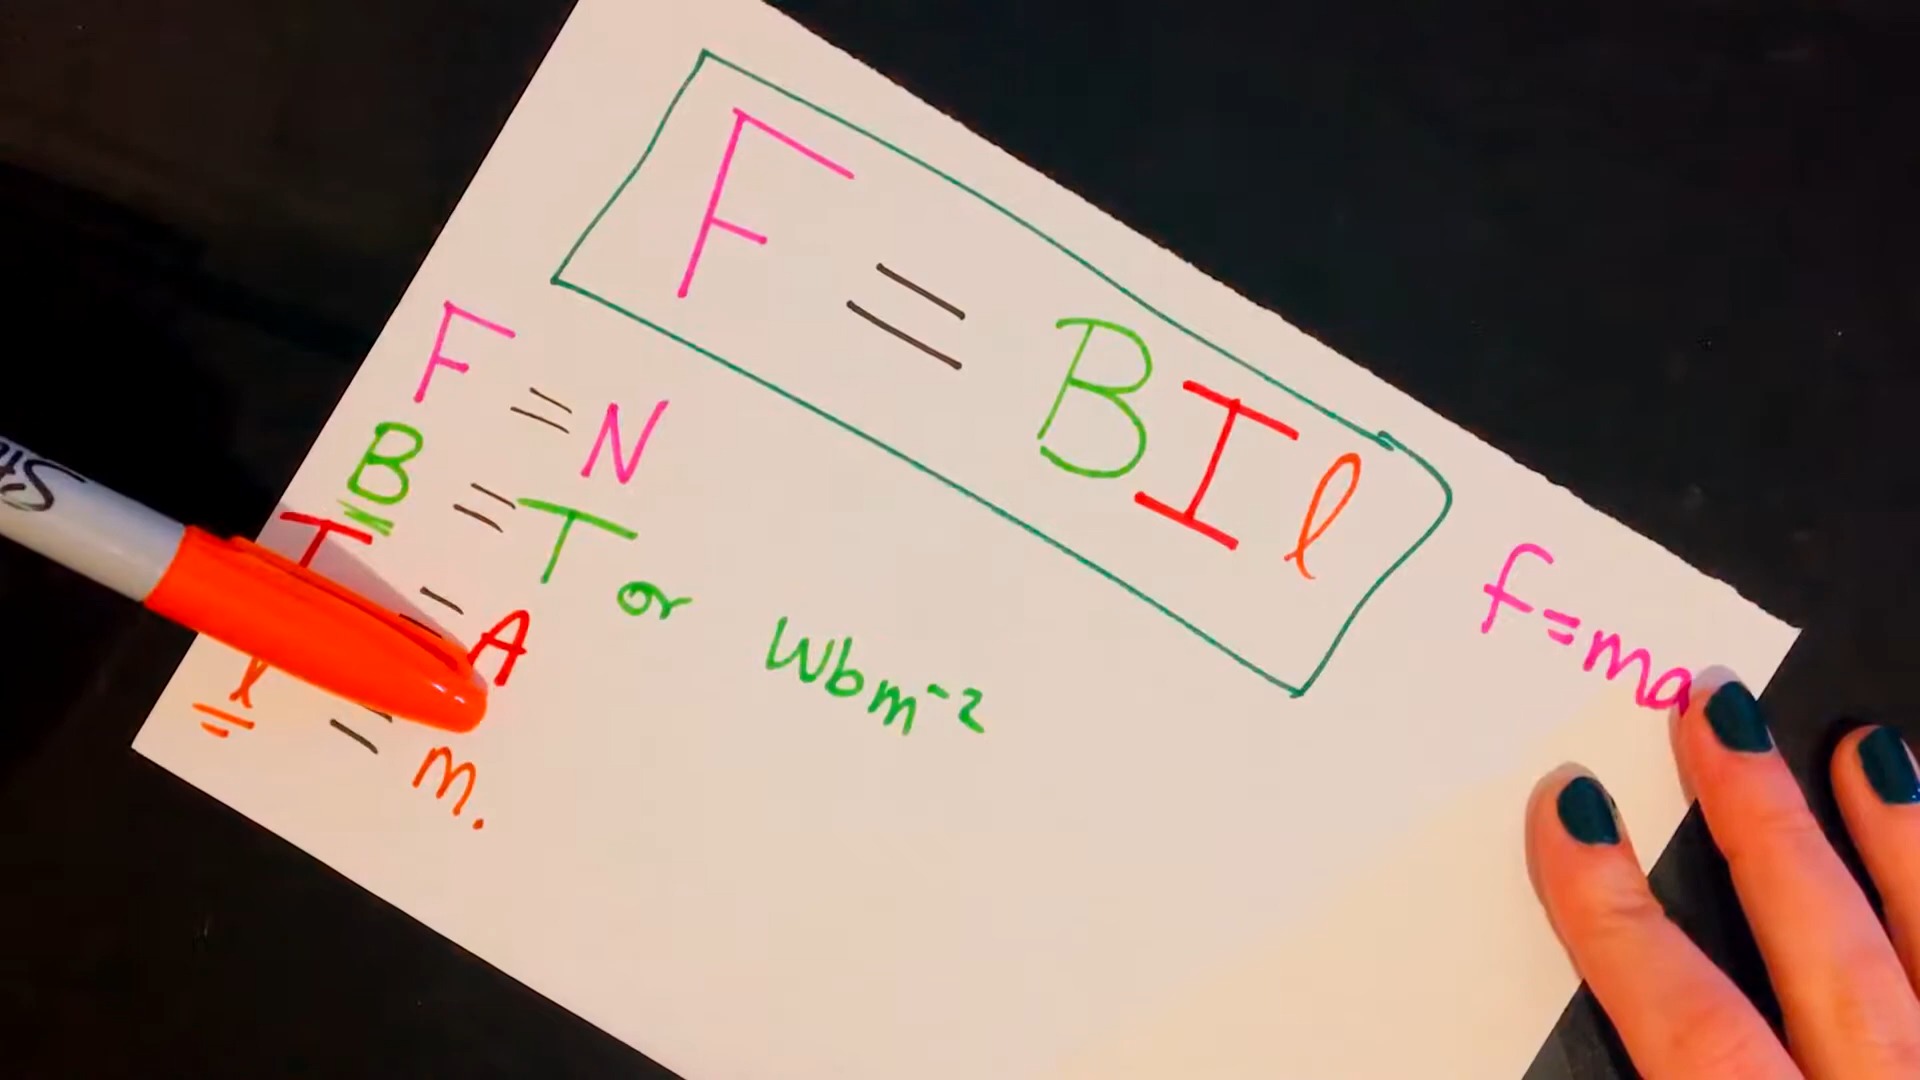 F = BIl
F = N
B = T or Wbm⁻²
I = A
l = m.
f=ma